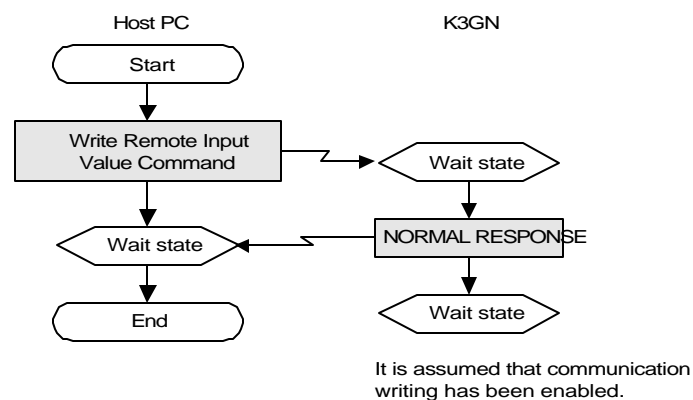 Host PC
K3GN
Start
Write Remote Input
Value Command
Wait state
Wait state
NORMAL RESPONSE
End
Wait state
It is assumed that communication
writing has been enabled.